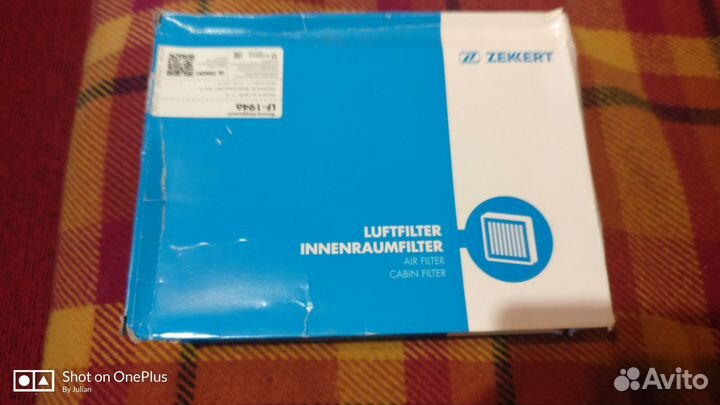 ZEKKERT
LF-1946
LUFTFILTER
INNENRAUMFILTER
AIR FILTER
CABIN FILTER
Shot on OnePlus
By Julian
Avito